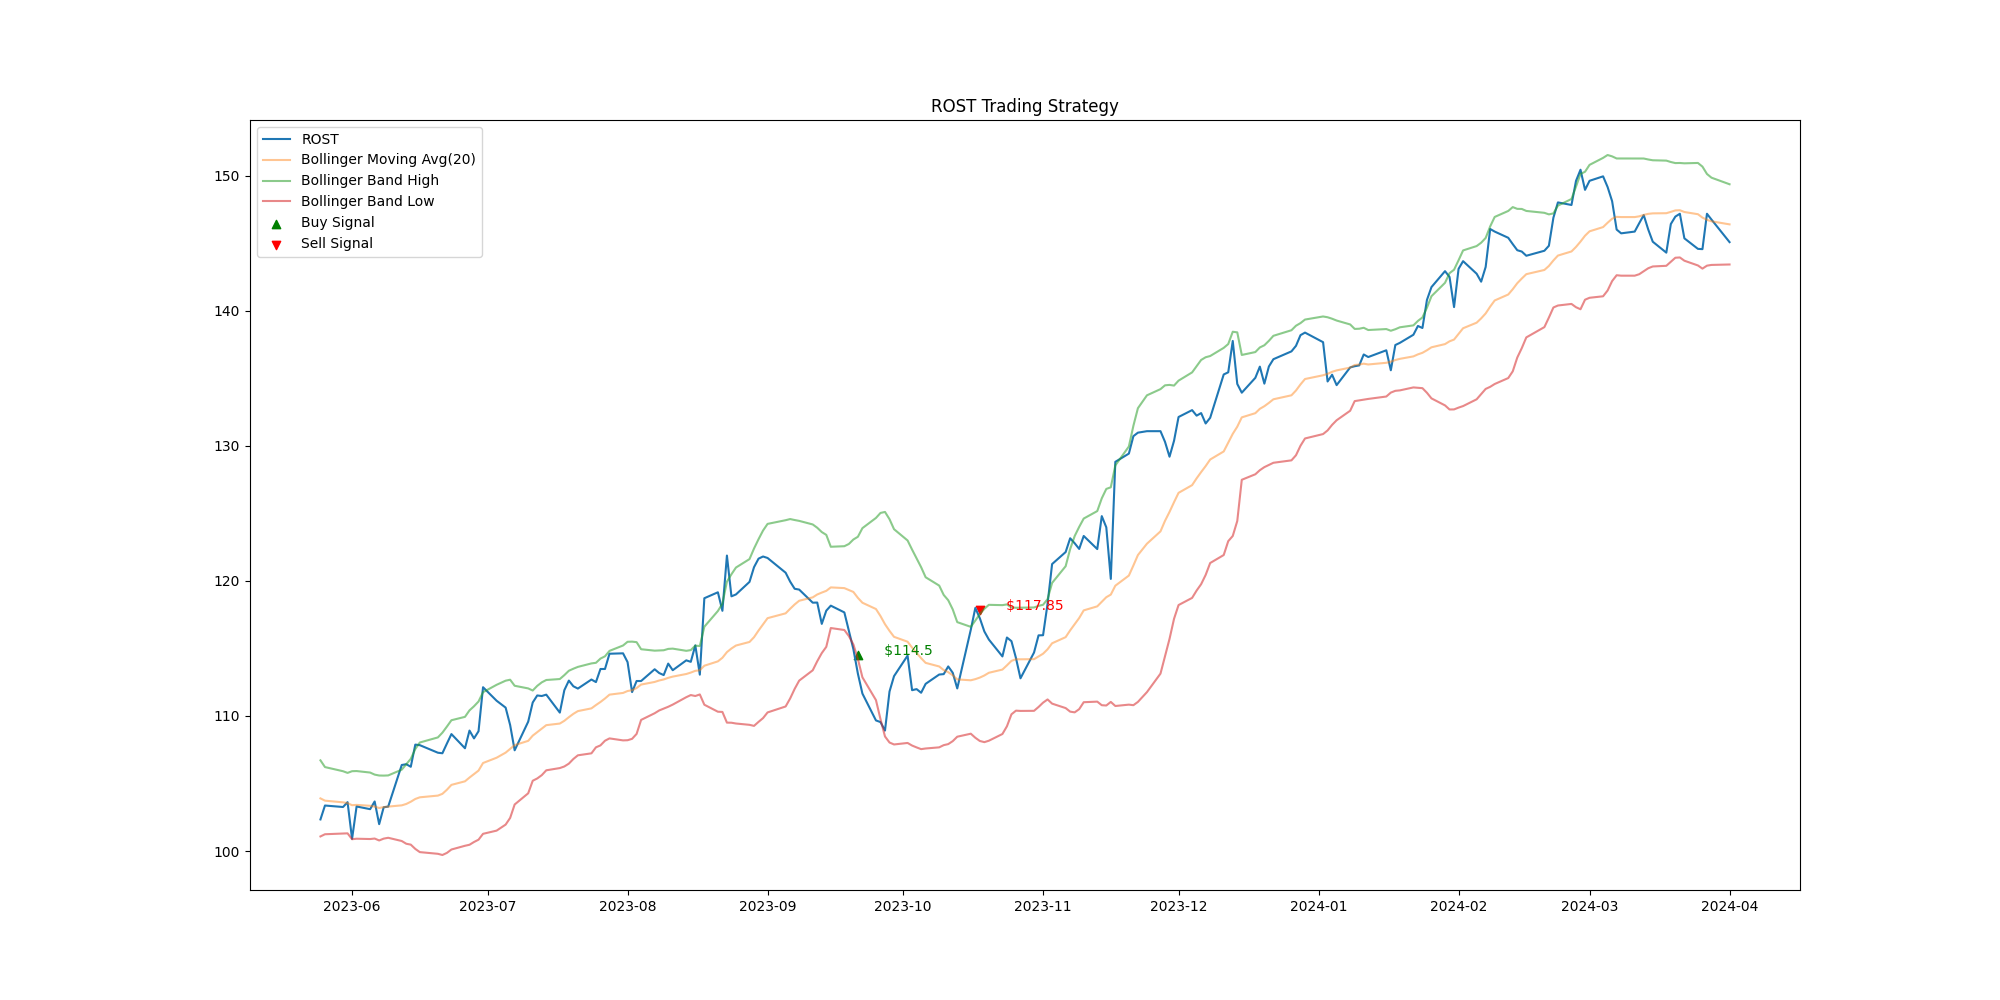 ROST Trading Strategy
ROST
Bollinger Moving Avg(20)
Bollinger Band High
Bollinger Band Low
Buy Signal
Sell Signal
150
140
130
120
110
100
$117.85
$114.5
2023-06 2023-07 2023-08 2023-09 2023-10 2023-11 2023-12 2024-01 2024-02 2024-03 2024-04